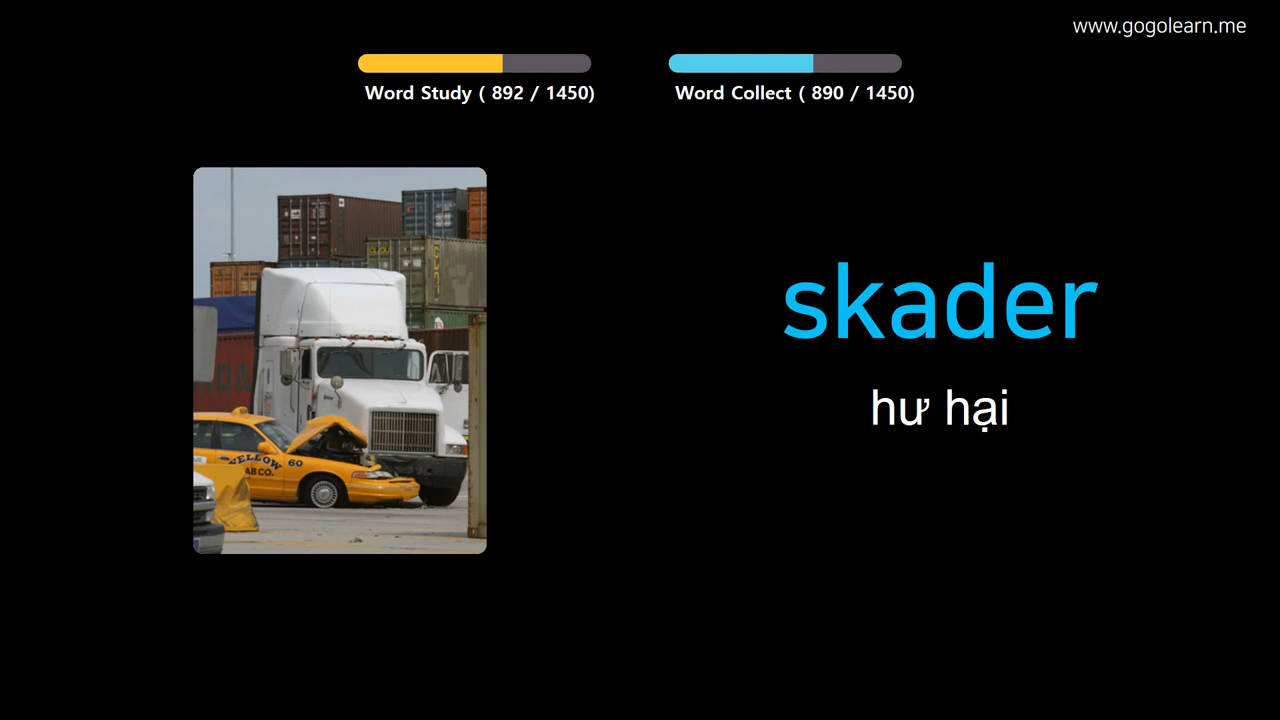 www.gogolearn.me
Word Study ( 892 / 1450)
Word Collect ( 890 / 1450)
skader
hư hại
YELLOW 60
CAB CO.